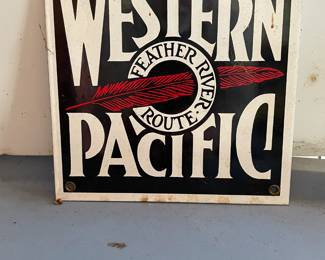 WESTERN
FEATHER RIVER
ROUTE
PACIFIC